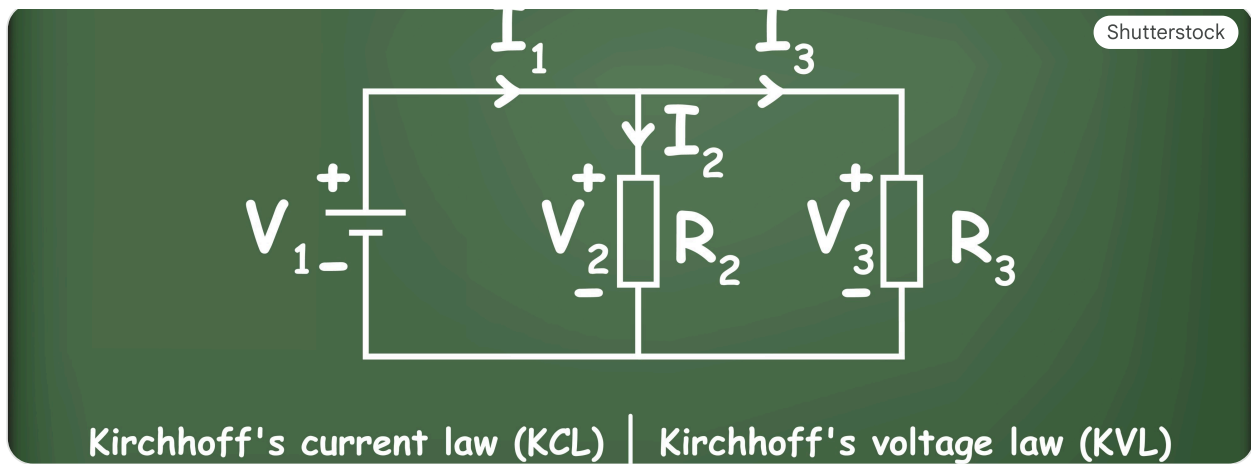 Shutterstock
I1 I3
I2
+ + +
V1 V2 R2 V3 R3
- - -
Kirchhoff's current law (KCL) | Kirchhoff's voltage law (KVL)